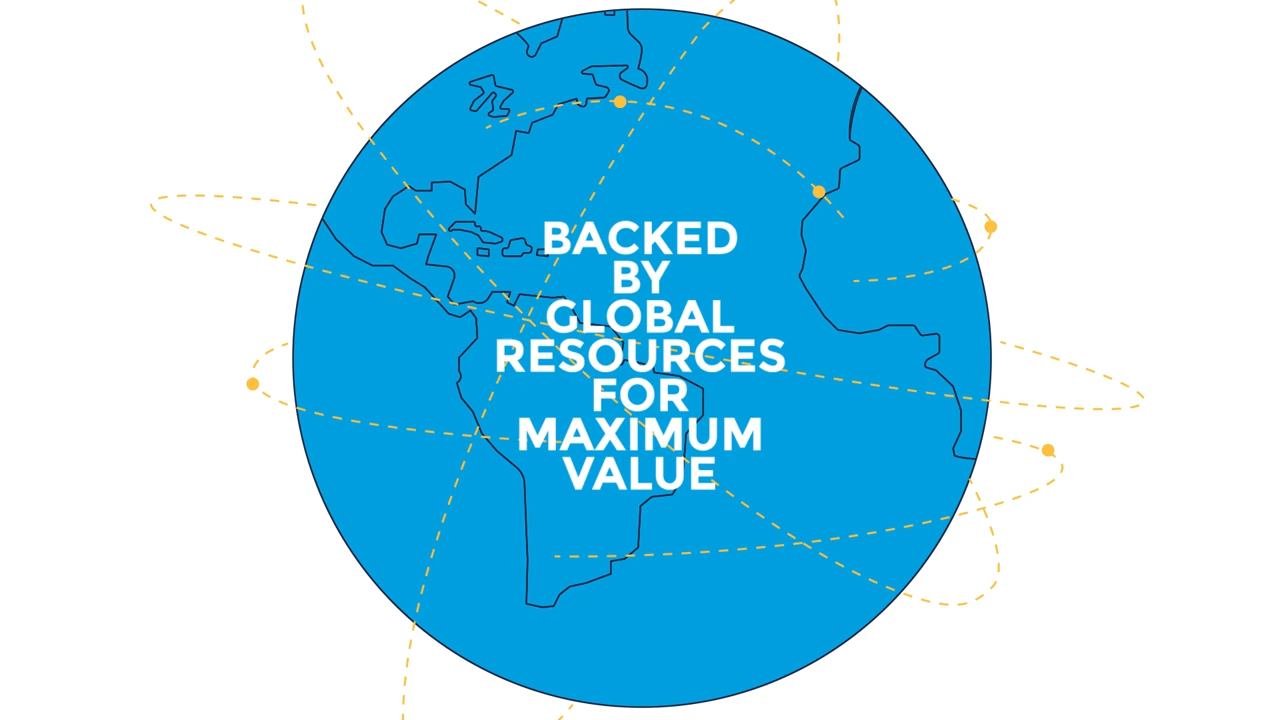 BACKED
BY
GLOBAL
RESOURCES
FOR
MAXIMUM
VALUE